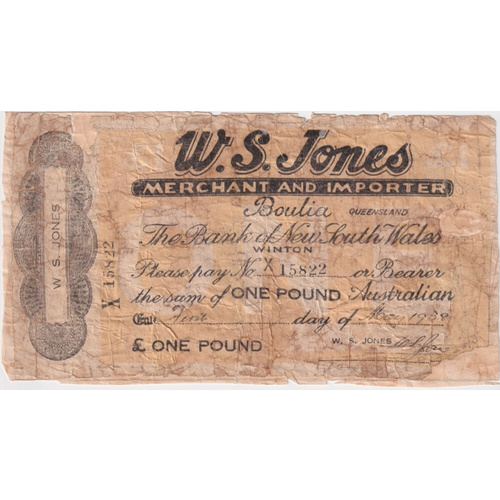 W.S. Jones
MERCHANT AND IMPORTER
Boulia QUEENSLAND
The Bank of New South Wales
WINTON
Please pay No X 15822 or Bearer
the sum of ONE POUND Australian
day of 1939
£ ONE POUND
W. S. JONES
W. S. JONES
X 15822